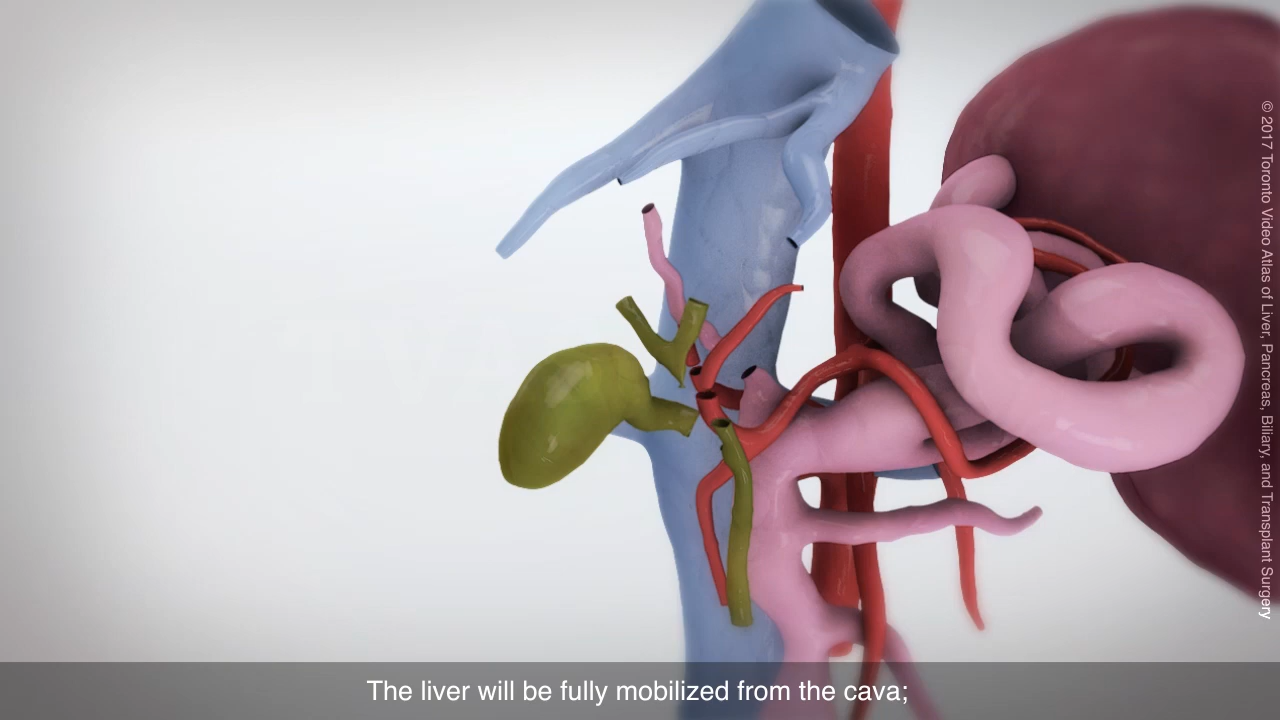 The liver will be fully mobilized from the cava;
© 2017 Toronto Video Atlas of Liver, Pancreas, Biliary, and Transplant Surgery